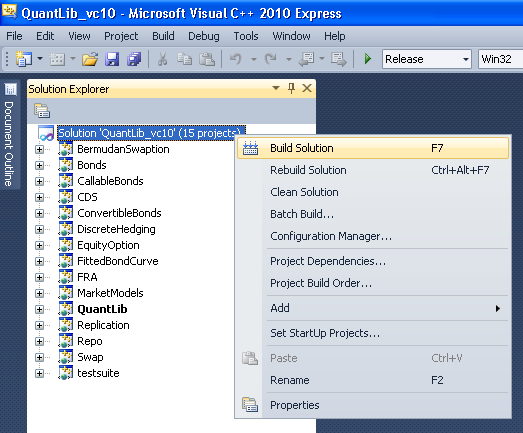 QuantLib_vc10 - Microsoft Visual C++ 2010 Express
File Edit View Project Build Debug Tools Window Help
Release Win32
Document Outline
Solution Explorer
Solution 'QuantLib_vc10' (15 projects)
BermudanSwaption
Bonds
CallableBonds
CDS
ConvertibleBonds
DiscreteHedging
EquityOption
FittedBondCurve
FRA
MarketModels
QuantLib
Replication
Repo
Swap
testsuite
Build Solution F7
Rebuild Solution Ctrl+Alt+F7
Clean Solution
Batch Build...
Configuration Manager...
Project Dependencies...
Project Build Order...
Add
Set StartUp Projects...
Paste Ctrl+V
Rename F2
Properties